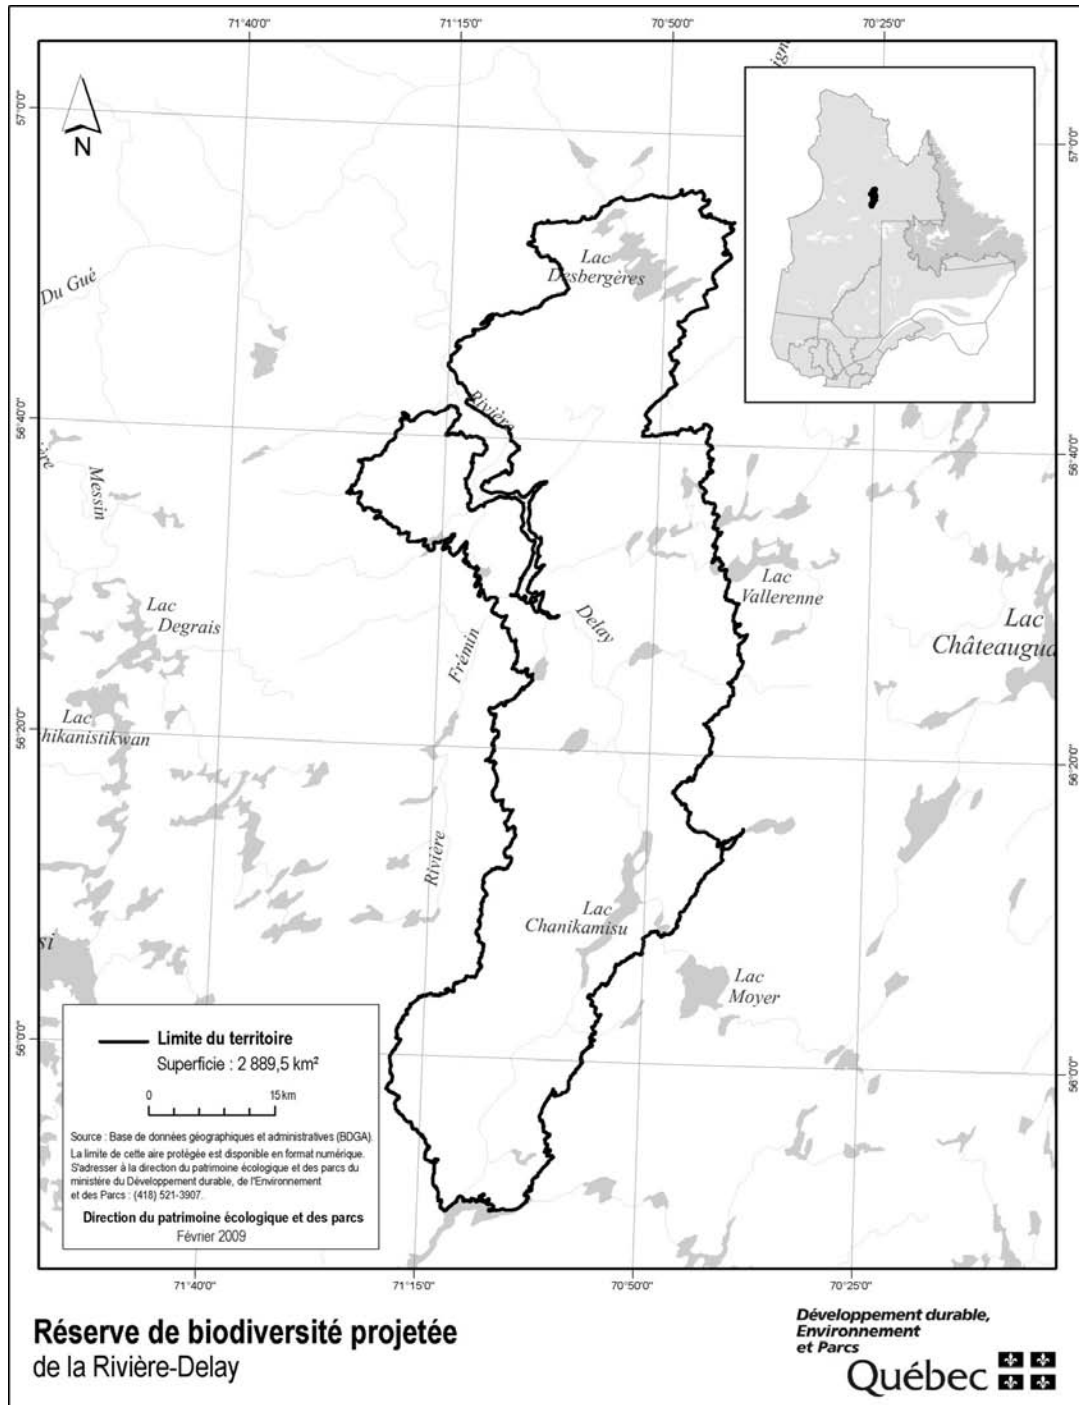 71°40'0"
71°15'0"
70°50'0"
70°25'0"
57°0'0"
57°0'0"
N
ign
Du Gué
Lac
Desbergères
Rivière
56°40'0"
56°40'0"
ière
Messin
Lac
Vallerenne
Lac
Degrais
Delay
Frémin
Lac
Châteaugua
Lac
hikanistikwan
56°20'0"
56°20'0"
Rivière
Lac
Chanikamisu
si
Lac
Moyer
56°0'0"
56°0'0"
Limite du territoire
Superficie : 2 889,5 km²
0 15 km
Source : Base de données géographiques et administratives (BDGA).
La limite de cette aire protégée est disponible en format numérique.
S'adresser à la direction du patrimoine écologique et des parcs du
ministère du Développement durable, de l'Environnement
et des Parcs : (418) 521-3907.
Direction du patrimoine écologique et des parcs
Février 2009
71°40'0"
71°15'0"
70°50'0"
70°25'0"
Réserve de biodiversité projetée
de la Rivière-Delay
Développement durable,
Environnement
et Parcs
Québec